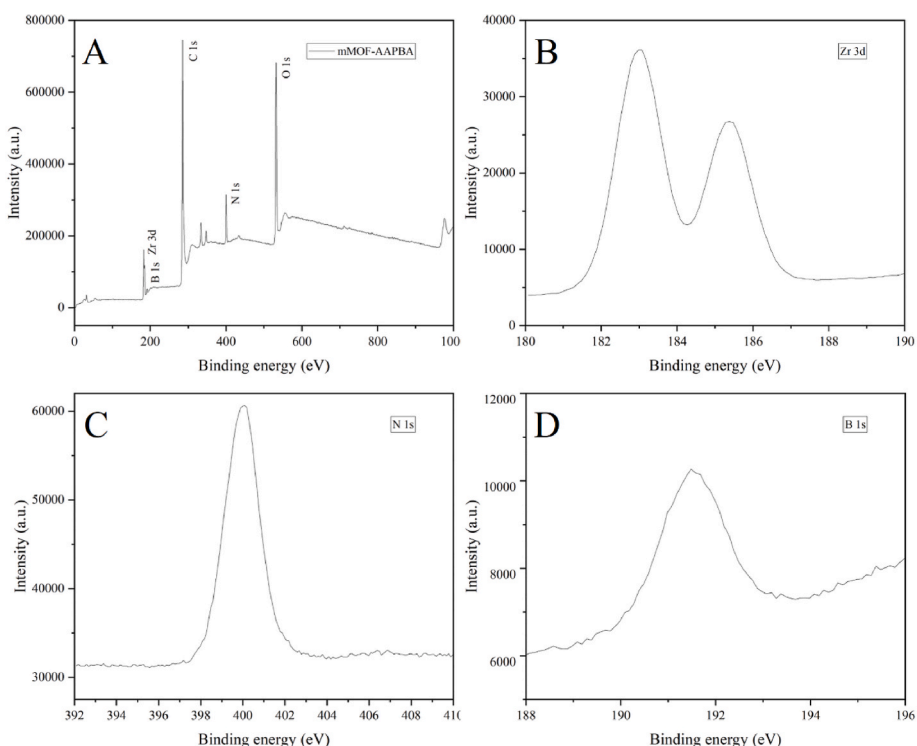 A
mMOF-AAPBA
C 1s
O 1s
N 1s
Zr 3d
B 1s
Intensity (a.u.)
800000
600000
400000
200000
0
0 200 400 600 800 100
Binding energy (eV)
B
Zr 3d
Intensity (a.u.)
40000
30000
20000
10000
0
180 182 184 186 188 190
Binding energy (eV)
C
N 1s
Intensity (a.u.)
60000
50000
40000
30000
392 394 396 398 400 402 404 406 408 410
Binding energy (eV)
D
B 1s
Intensity (a.u.)
12000
10000
8000
6000
188 190 192 194 196
Binding energy (eV)